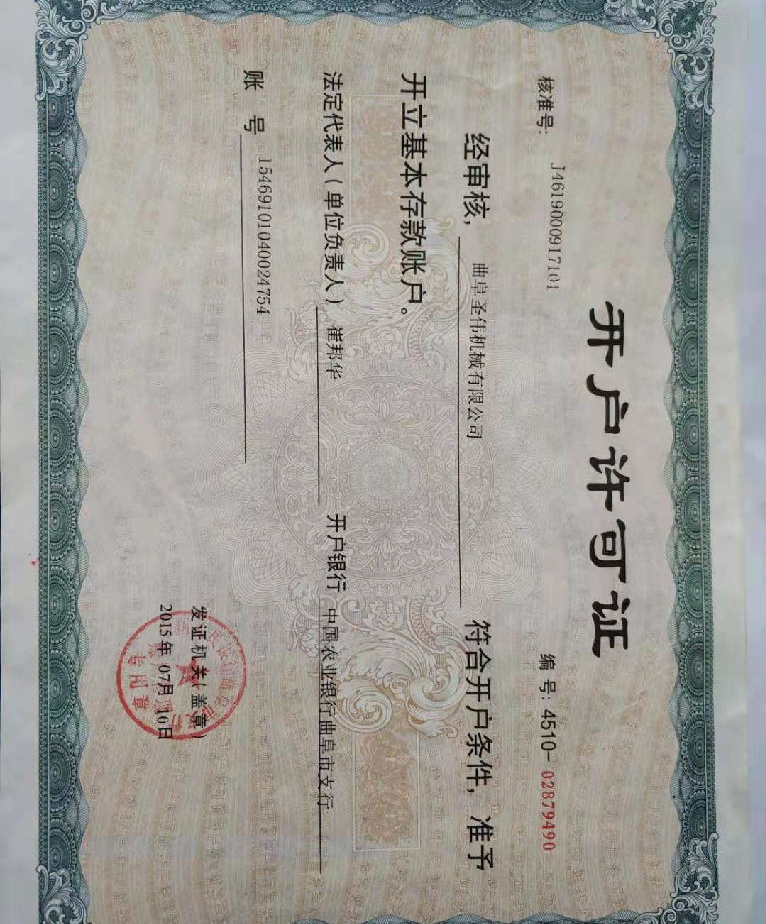 开户许可证
核准号: J4619000917101 编号: 4510-02879490
经审核, 曲阜圣伟机械有限公司 符合开户条件, 准予
开立基本存款账户。
法定代表人(单位负责人) 崔邦华 开户银行 中国农业银行曲阜市支行
账 号 15469101040024754
发证机关(盖章)
2015年 07月 10日
专用章